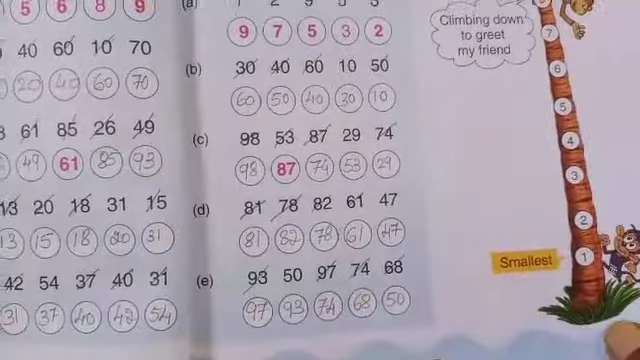 5 6 8 9
40 60 10 70
20 40 60 70
61 85 26 49
49 61 85 93
13 20 18 31 15
13 15 18 20 31
42 54 37 40 31
31 37 40 42 54
(a)
9 7 5 3 2
(b) 30 40 60 10 50
60 50 40 30 10
(c) 98 53 87 29 74
98 87 74 53 29
(d) 81 78 82 61 47
81 82 78 61 47
(e) 93 50 97 74 68
97 93 74 68 50
Climbing down
to greet
my friend
7
6
5
4
3
2
Smallest 1